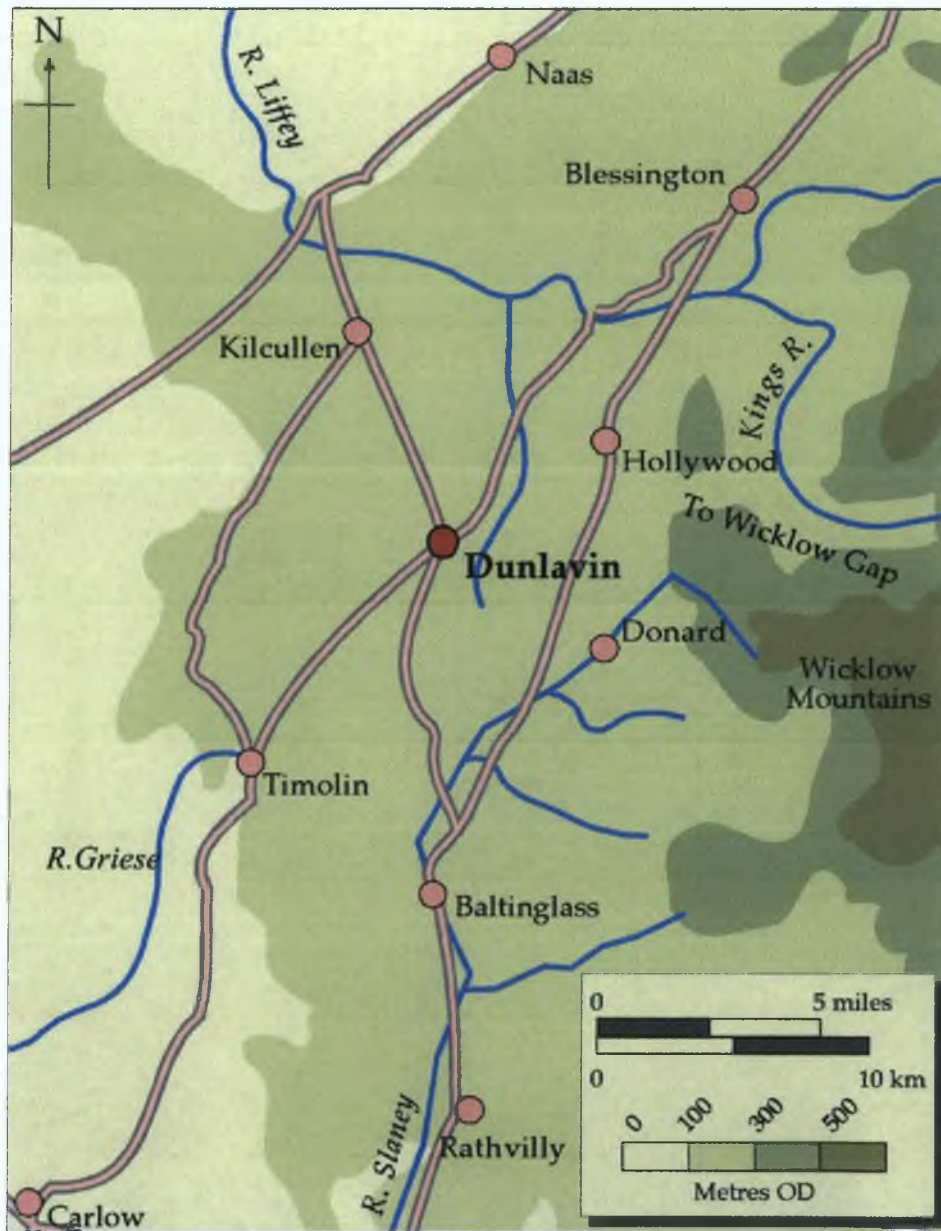 N
R. Liffey
Naas
Blessington
Kilcullen
Kings R.
Hollywood
To Wicklow Gap
Dunlavin
Donard
Wicklow
Mountains
Timolin
R.Griese
Baltinglass
0 5 miles
0 10 km
0 100 300 500
Metres OD
R. Slaney
Rathvilly
Carlow